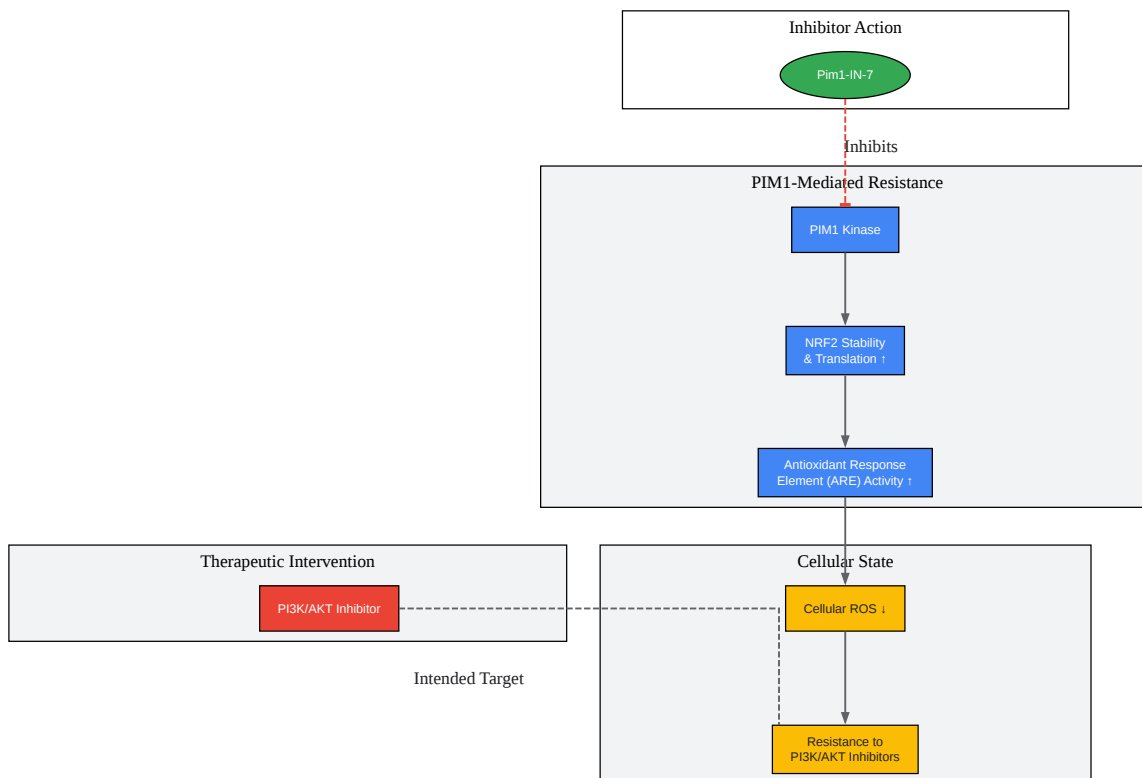 Inhibitor Action
Pim1-IN-7
Inhibits
PIM1-Mediated Resistance
PIM1 Kinase
NRF2 Stability
& Translation ↑
Antioxidant Response
Element (ARE) Activity ↑
Therapeutic Intervention
PI3K/AKT Inhibitor
Intended Target
Cellular State
Cellular ROS ↓
Resistance to
PI3K/AKT Inhibitors